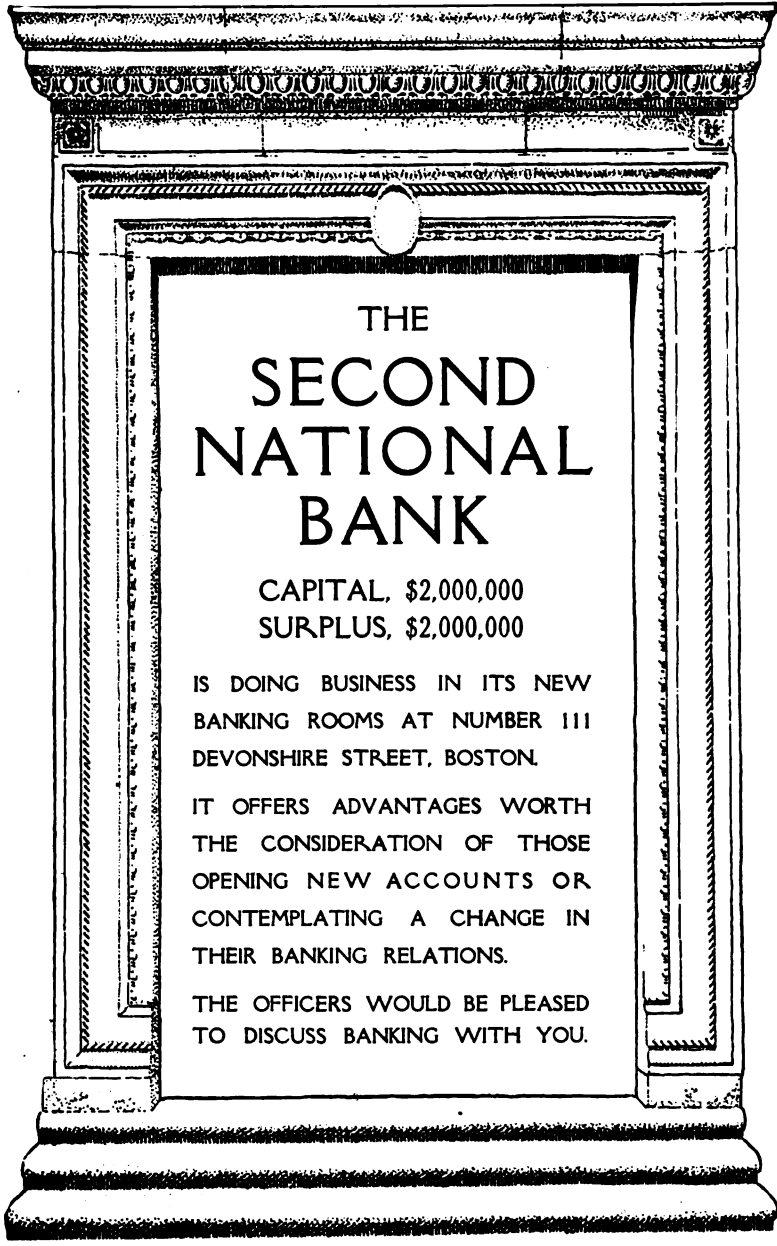 THE
SECOND
NATIONAL
BANK
CAPITAL, $2,000,000
SURPLUS, $2,000,000
IS DOING BUSINESS IN ITS NEW
BANKING ROOMS AT NUMBER 111
DEVONSHIRE STREET, BOSTON.
IT OFFERS ADVANTAGES WORTH
THE CONSIDERATION OF THOSE
OPENING NEW ACCOUNTS OR
CONTEMPLATING A CHANGE IN
THEIR BANKING RELATIONS.
THE OFFICERS WOULD BE PLEASED
TO DISCUSS BANKING WITH YOU.